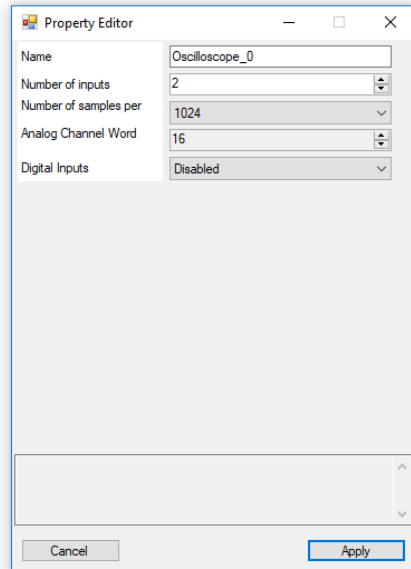 Property Editor
Name Oscilloscope_0
Number of inputs 2
Number of samples per 1024
Analog Channel Word 16
Digital Inputs Disabled
Cancel Apply